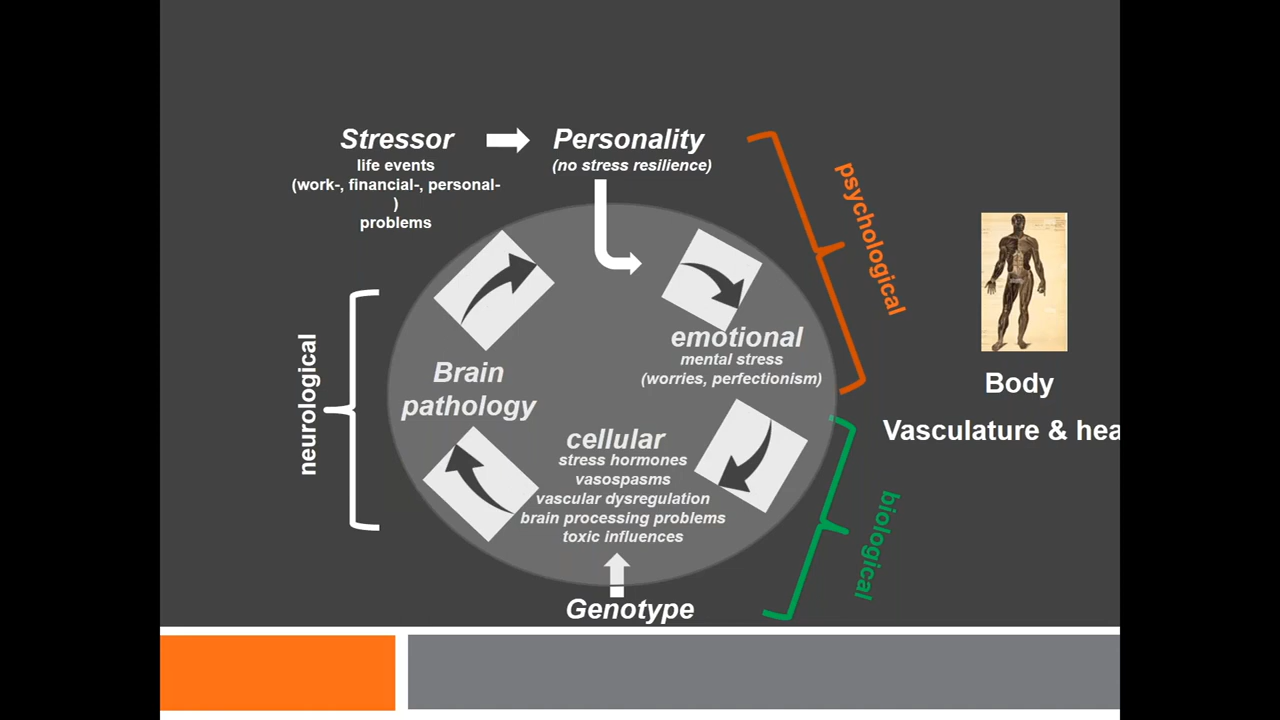 Stressor
life events
(work-, financial-, personal-
)
problems
Personality
(no stress resilience)
psychological
emotional
mental stress
(worries, perfectionism)
Brain
pathology
neurological
cellular
stress hormones
vasospasms
vascular dysregulation
brain processing problems
toxic influences
Genotype
biological
Body
Vasculature & hea